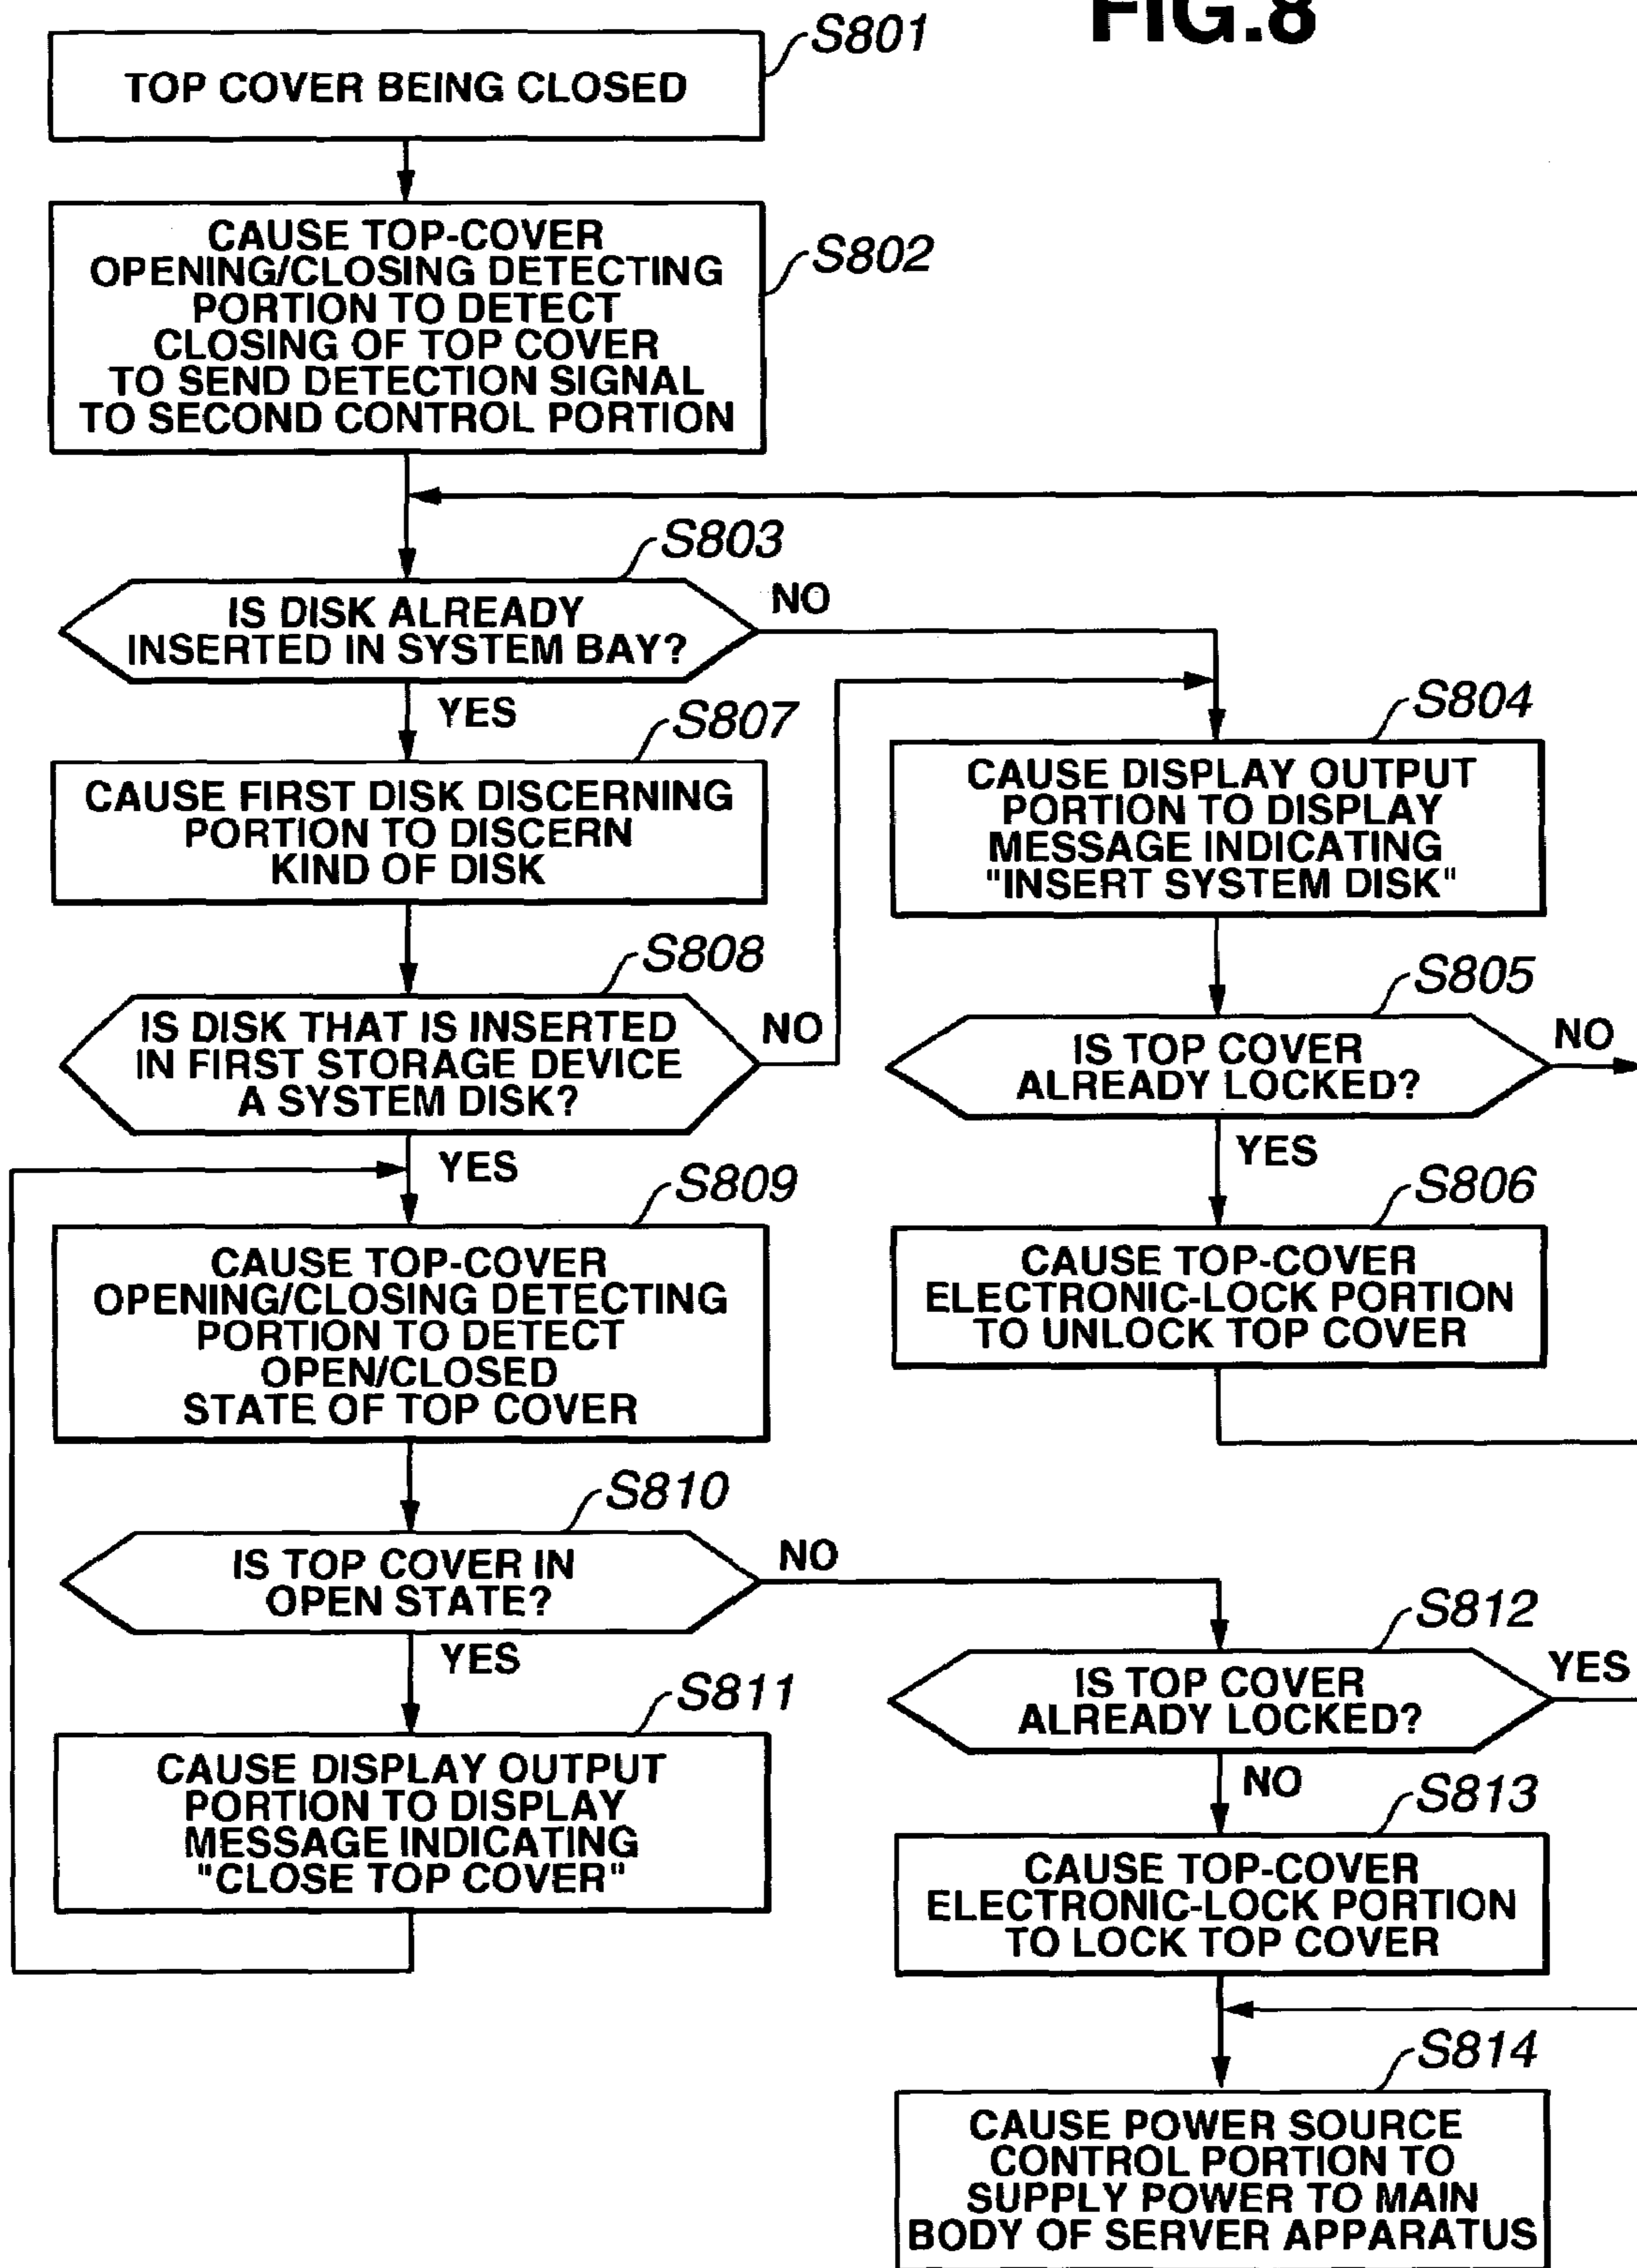 FIG.8
S801
TOP COVER BEING CLOSED
S802
CAUSE TOP-COVER
OPENING/CLOSING DETECTING
PORTION TO DETECT
CLOSING OF TOP COVER
TO SEND DETECTION SIGNAL
TO SECOND CONTROL PORTION
S803
IS DISK ALREADY
INSERTED IN SYSTEM BAY?
NO
YES
S807
CAUSE FIRST DISK DISCERNING
PORTION TO DISCERN
KIND OF DISK
S804
CAUSE DISPLAY OUTPUT
PORTION TO DISPLAY
MESSAGE INDICATING
"INSERT SYSTEM DISK"
S808
IS DISK THAT IS INSERTED
IN FIRST STORAGE DEVICE
A SYSTEM DISK?
NO
YES
S805
IS TOP COVER
ALREADY LOCKED?
NO
YES
S809
CAUSE TOP-COVER
OPENING/CLOSING DETECTING
PORTION TO DETECT
OPEN/CLOSED
STATE OF TOP COVER
S806
CAUSE TOP-COVER
ELECTRONIC-LOCK PORTION
TO UNLOCK TOP COVER
S810
IS TOP COVER IN
OPEN STATE?
NO
YES
S811
CAUSE DISPLAY OUTPUT
PORTION TO DISPLAY
MESSAGE INDICATING
"CLOSE TOP COVER"
S812
IS TOP COVER
ALREADY LOCKED?
YES
NO
S813
CAUSE TOP-COVER
ELECTRONIC-LOCK PORTION
TO LOCK TOP COVER
S814
CAUSE POWER SOURCE
CONTROL PORTION TO
SUPPLY POWER TO MAIN
BODY OF SERVER APPARATUS